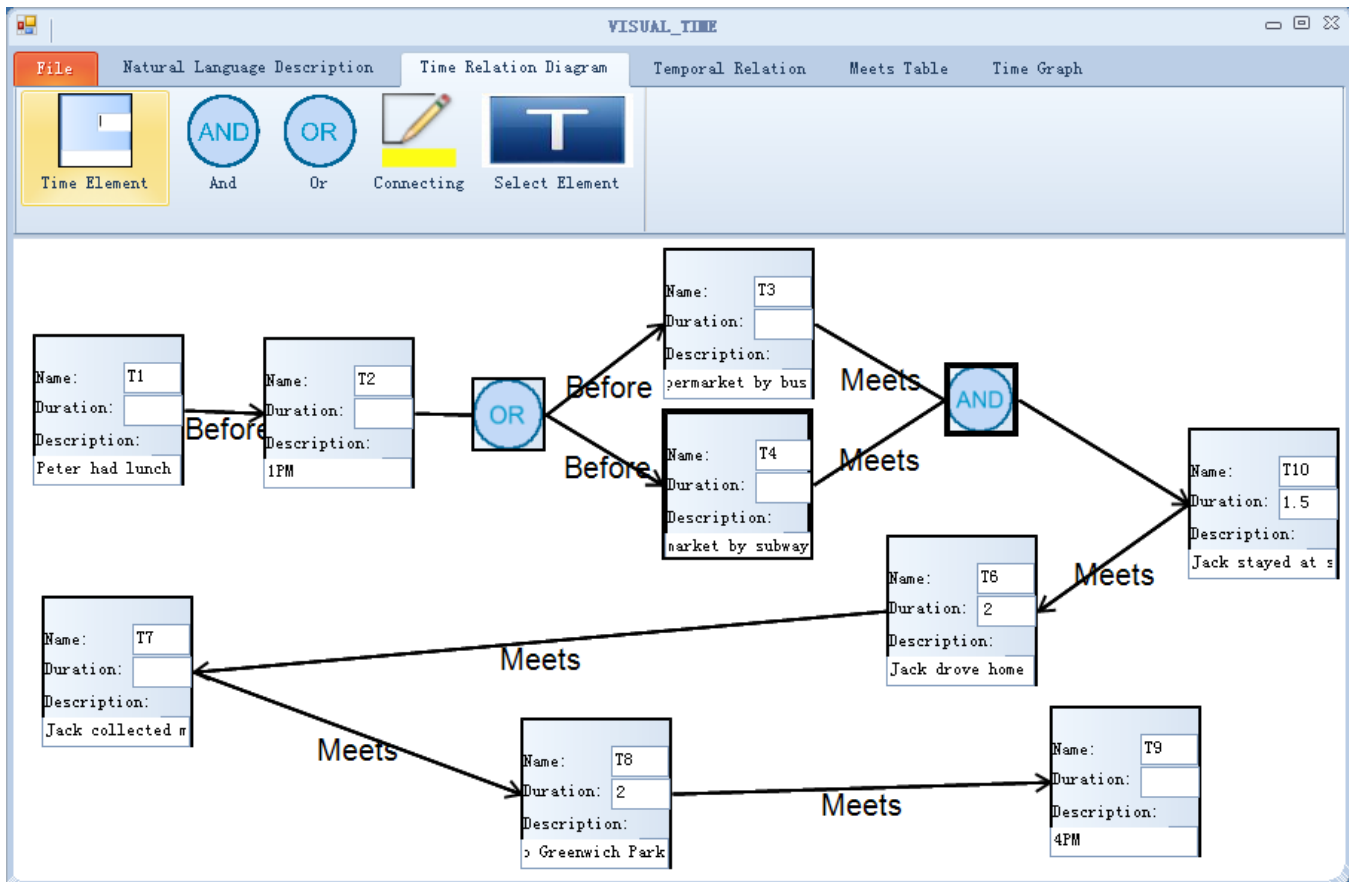 VISUAL_TIME
File Natural Language Description Time Relation Diagram Temporal Relation Meets Table Time Graph
AND OR T
Time Element And Or Connecting Select Element
Name: T1
Duration:
Description:
Peter had lunch
Before
Name: T2
Duration:
Description:
1PM
OR
Before
Before
Name: T3
Duration:
Description:
permarket by bus
Name: T4
Duration:
Description:
market by subway
Meets
Meets
AND
Name: T10
Duration: 1.5
Description:
Jack stayed at s
Meets
Name: T6
Duration: 2
Description:
Jack drove home
Meets
Name: T7
Duration:
Description:
Jack collected m
Meets
Name: T8
Duration: 2
Description:
o Greenwich Park
Meets
Name: T9
Duration:
Description:
4PM